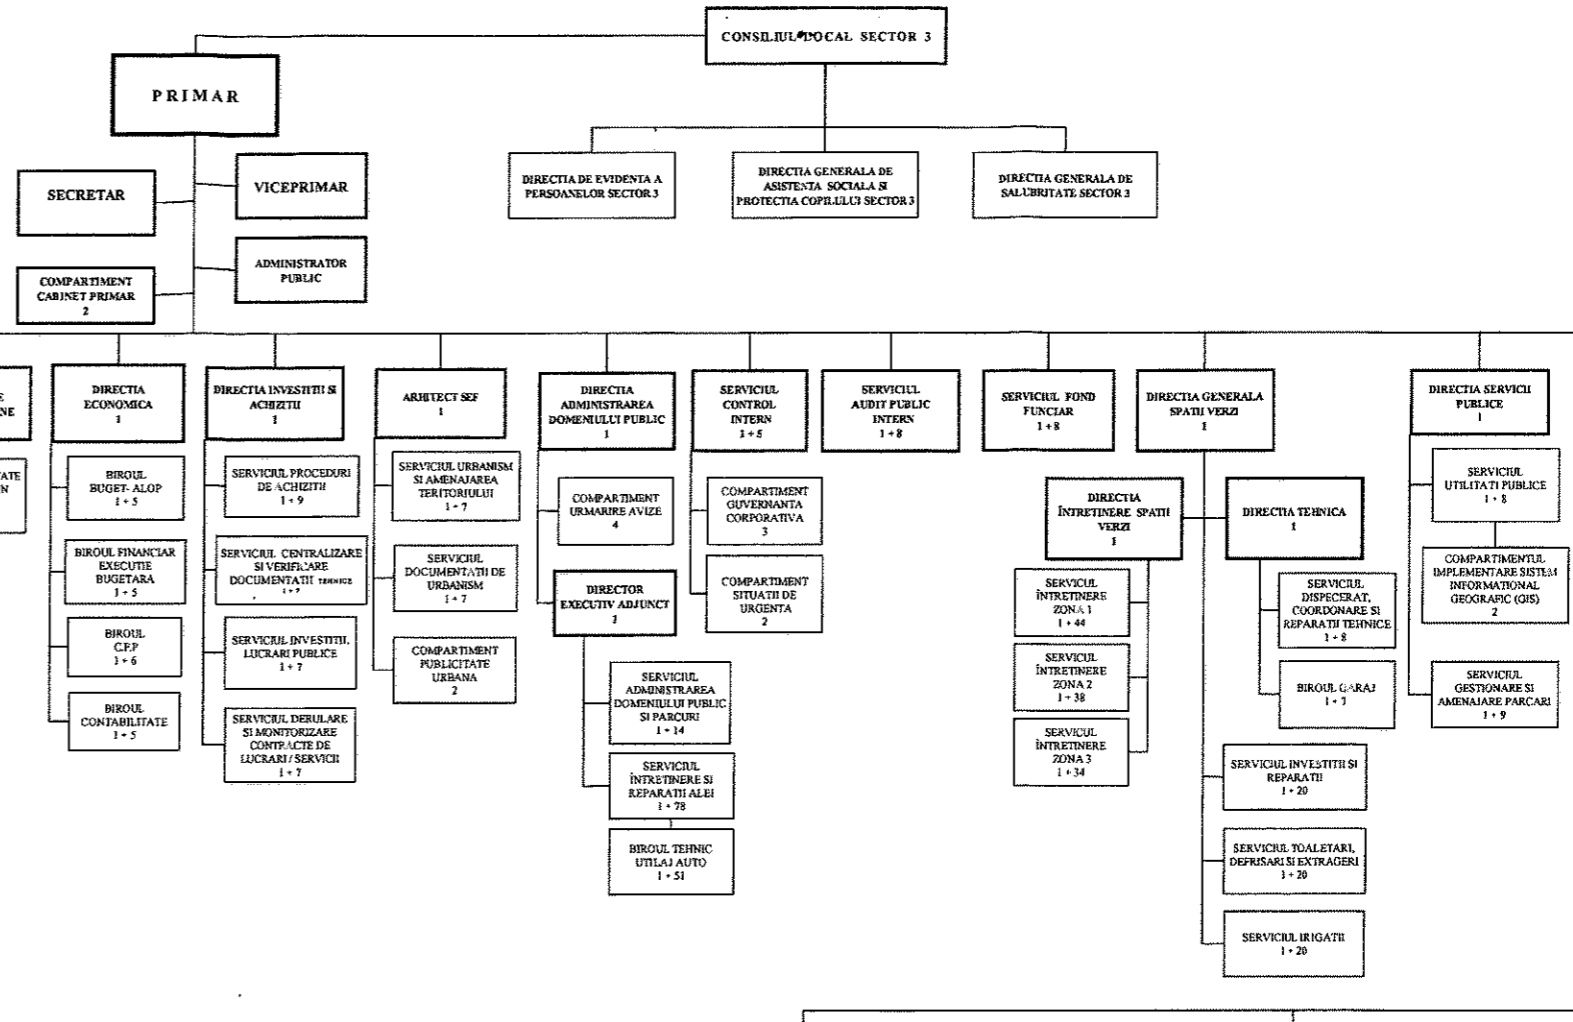 CONSILIUL LOCAL SECTOR 3
PRIMAR
SECRETAR
VICEPRIMAR
COMPARTIMENT
CABINET PRIMAR
2
ADMINISTRATOR
PUBLIC
DIRECTIA DE EVIDENTA A
PERSOANELOR SECTOR 3
DIRECTIA GENERALA DE
ASISTENTA SOCIALA SI
PROTECTIA COPILULUI SECTOR 3
DIRECTIA GENERALA DE
SALUBRITATE SECTOR 3
E
NE
TATE
N
DIRECTIA
ECONOMICA
1
BIROUL
BUGET- ALOP
1 + 5
BIROUL FINANCIAR
EXECUTIE
BUGETARA
1 + 5
BIROUL
C.F.P
1 + 6
BIROUL
CONTABILITATE
1 + 5
DIRECTIA INVESTITII SI
ACHIZITII
1
SERVICIUL PROCEDURI
DE ACHIZITII
1 + 9
SERVICIUL CENTRALIZARE
SI VERIFICARE
DOCUMENTATII TEHNICE
SERVICIUL INVESTITII,
LUCRARI PUBLICE
1 + 7
SERVICIUL DERULARE
SI MONITORIZARE
CONTRACTE DE
LUCRARI / SERVICII
1 + 7
ARHITECT SEF
1
SERVICIUL URBANISM
SI AMENAJAREA
TERITORIULUI
1 + 7
SERVICIUL
DOCUMENTATII DE
URBANISM
1 + 7
COMPARTIMENT
PUBLICITATE
URBANA
2
DIRECTIA
ADMINISTRAREA
DOMENIULUI PUBLIC
1
COMPARTIMENT
URMARIRE AVIZE
4
DIRECTOR
EXECUTIV ADJUNCT
1
SERVICIUL
ADMINISTRAREA
DOMENIULUI PUBLIC
SI PARCURI
1 + 14
SERVICIUL
ÎNTRETINERE SI
REPARATII ALEI
1 + 78
BIROUL TEHNIC
UTILAJ AUTO
1 + 51
SERVICIUL
CONTROL
INTERN
1 + 5
COMPARTIMENT
GUVERNANTA
CORPORATIVA
3
COMPARTIMENT
SITUATII DE
URGENTA
2
SERVICIUL
AUDIT PUBLIC
INTERN
1 + 8
SERVICIUL FOND
FUNCIAR
1 + 8
DIRECTIA GENERALA
SPATII VERZI
1
DIRECTIA
ÎNTRETINERE SPATII
VERZI
1
SERVICUL
ÎNTRETINERE
ZONA 1
1 + 44
SERVICUL
ÎNTRETINERE
ZONA 2
1 + 38
SERVICUL
ÎNTRETINERE
ZONA 3
1 + 34
DIRECTIA TEHNICA
1
SERVICIUL
DISPECERAT,
COORDONARE SI
REPARATII TEHNICE
1 + 8
BIROUL GARAJ
1 + 7
SERVICIUL INVESTITII SI
REPARATII
1 + 20
SERVICIUL TOALETARI,
DEFRISARI SI EXTRAGERI
1 + 20
SERVICIUL IRIGATII
1 + 20
DIRECTIA SERVICII
PUBLICE
1
SERVICIUL
UTILITATI PUBLICE
1 + 8
COMPARTIMENTUL
IMPLEMENTARE SISTEM
INFORMATIONAL
GEOGRAFIC (GIS)
2
SERVICIUL
GESTIONARE SI
AMENAJARE PARCARI
1 + 9